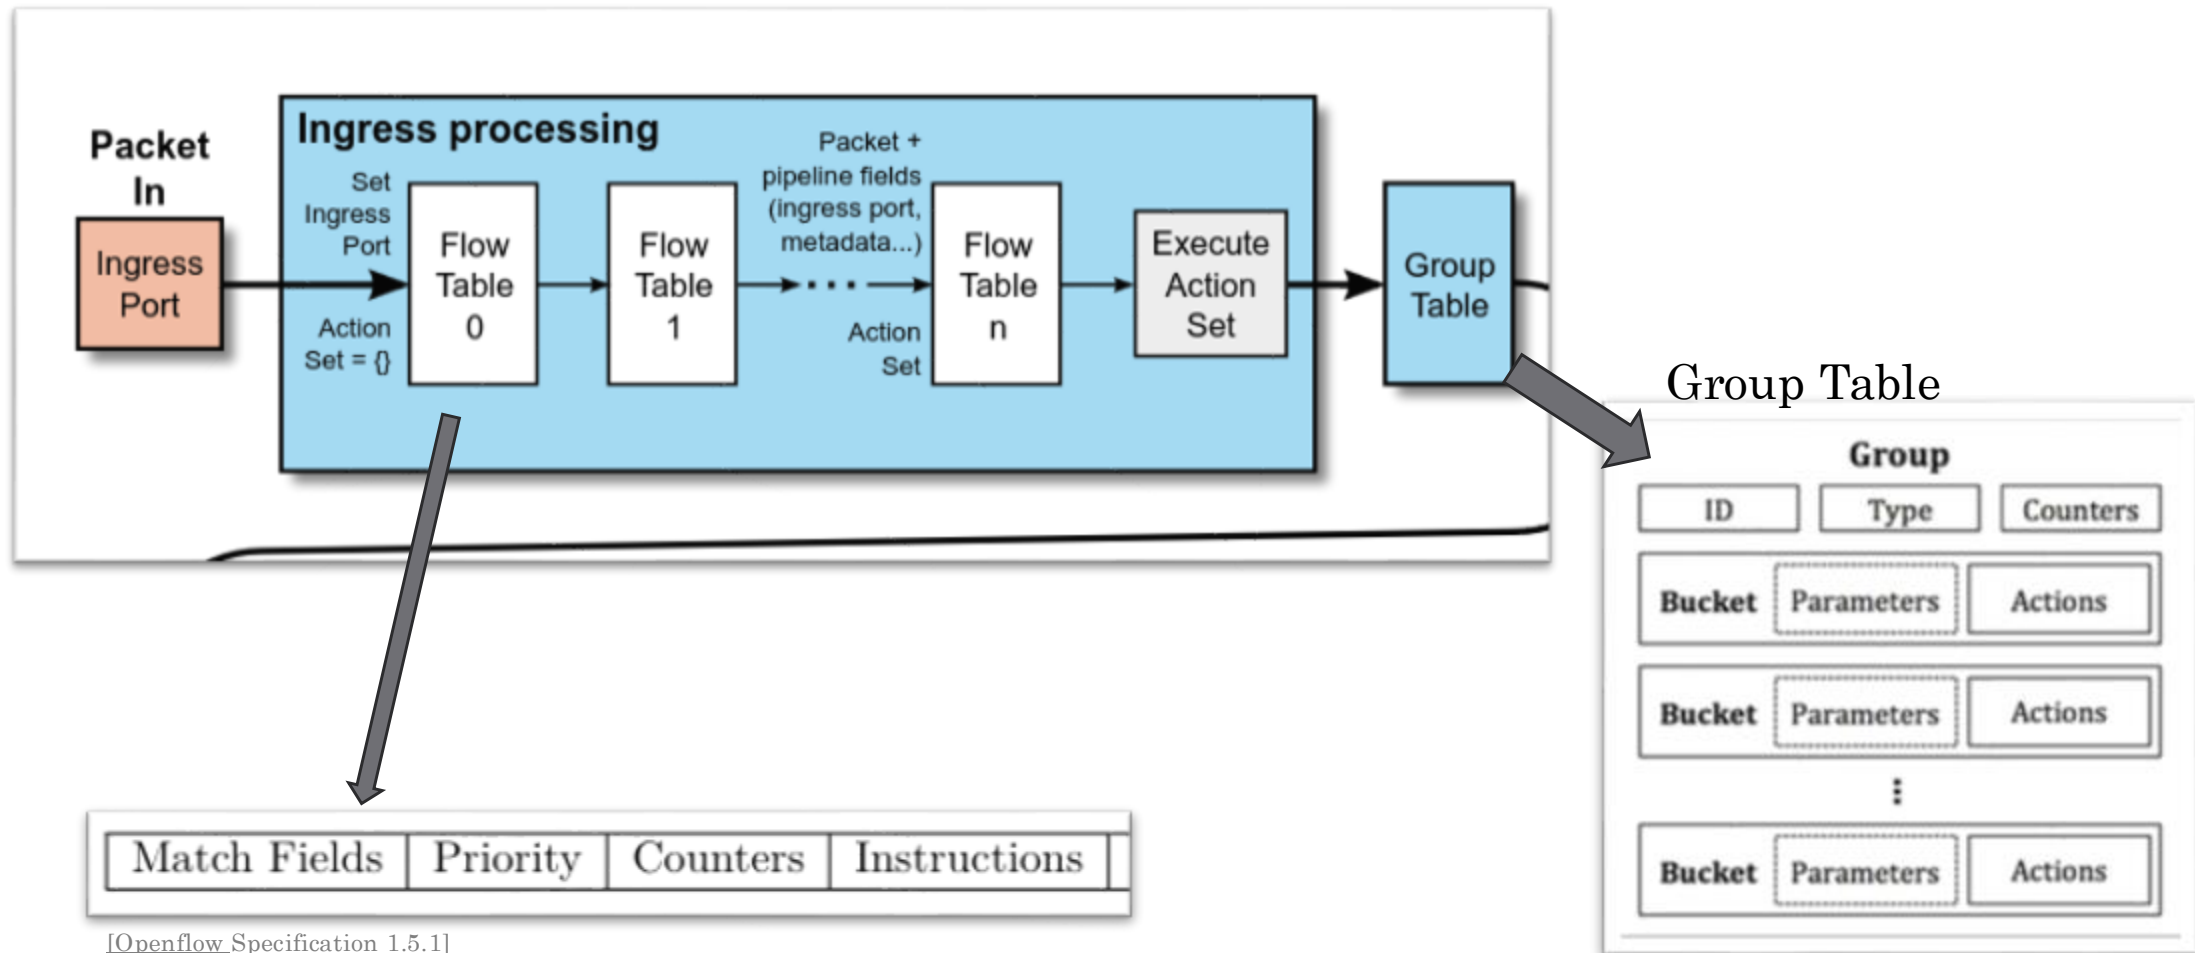 Packet
In
Ingress
Port
Ingress processing
Set
Ingress
Port
Action
Set = {}
Flow
Table
0
Flow
Table
1
Packet +
pipeline fields
(ingress port,
metadata...)
Action
Set
Flow
Table
n
Execute
Action
Set
Group
Table
Group Table
Group
ID Type Counters
Bucket Parameters Actions
Bucket Parameters Actions
Bucket Parameters Actions
Match Fields Priority Counters Instructions
[Openflow Specification 1.5.1]